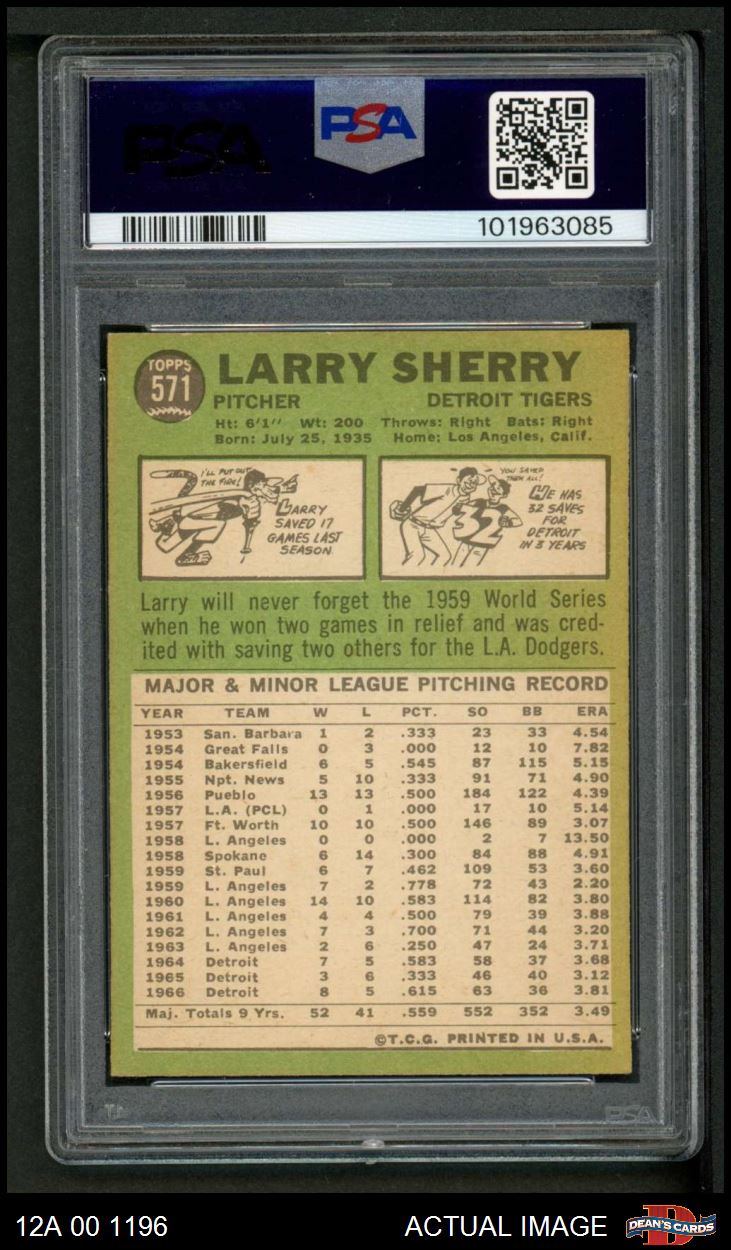 PSA
PSA
101963085
TOPPS
571
LARRY SHERRY
PITCHER DETROIT TIGERS
Ht: 6'1" Wt: 200 Throws: Right Bats: Right
Born: July 25, 1935 Home: Los Angeles, Calif.
I'LL PUT OUT
THE FIRE!
LARRY
SAVED 17
GAMES LAST
SEASON
YOU SAVED
THEM ALL!
32
HE HAS
32 SAVES
FOR
DETROIT
IN 3 YEARS
Larry will never forget the 1959 World Series
when he won two games in relief and was cred-
ited with saving two others for the L.A. Dodgers.
MAJOR & MINOR LEAGUE PITCHING RECORD
YEAR TEAM W L PCT. SO BB ERA
1953 San. Barbara 1 2 .333 23 33 4.54
1954 Great Falls 0 3 .000 12 10 7.82
1954 Bakersfield 6 5 .545 87 115 5.15
1955 Npt. News 5 10 .333 91 71 4.90
1956 Pueblo 13 13 .500 184 122 4.39
1957 L.A. (PCL) 0 1 .000 17 10 5.14
1957 Ft. Worth 10 10 .500 146 89 3.07
1958 L. Angeles 0 0 .000 2 7 13.50
1958 Spokane 6 14 .300 84 88 4.91
1959 St. Paul 6 7 .462 109 53 3.60
1959 L. Angeles 7 2 .778 72 43 2.20
1960 L. Angeles 14 10 .583 114 82 3.80
1961 L. Angeles 4 4 .500 79 39 3.88
1962 L. Angeles 7 3 .700 71 44 3.20
1963 L. Angeles 2 6 .250 47 24 3.71
1964 Detroit 7 5 .583 58 37 3.68
1965 Detroit 3 6 .333 46 40 3.12
1966 Detroit 8 5 .615 63 36 3.81
Maj. Totals 9 Yrs. 52 41 .559 552 352 3.49
©T.C.G. PRINTED IN U.S.A.
PSA
12A 00 1196 ACTUAL IMAGE DEAN'S CARDS